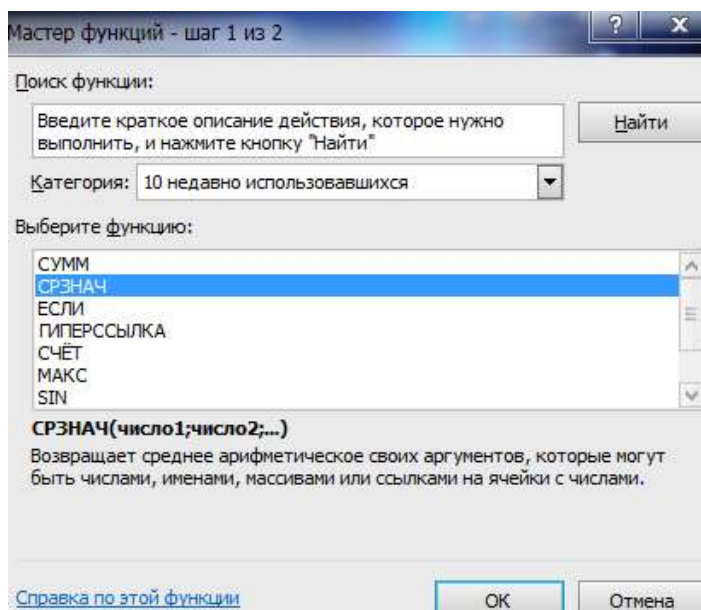 Мастер функций - шаг 1 из 2
? X
Поиск функции:
Введите краткое описание действия, которое нужно
выполнить, и нажмите кнопку "Найти"
Найти
Категория: 10 недавно использовавшихся
Выберите функцию:
СУММ
СРЗНАЧ
ЕСЛИ
ГИПЕРССЫЛКА
СЧЁТ
МАКС
SIN
СРЗНАЧ(число1;число2;...)
Возвращает среднее арифметическое своих аргументов, которые могут
быть числами, именами, массивами или ссылками на ячейки с числами.
Справка по этой функции
ОК
Отмена